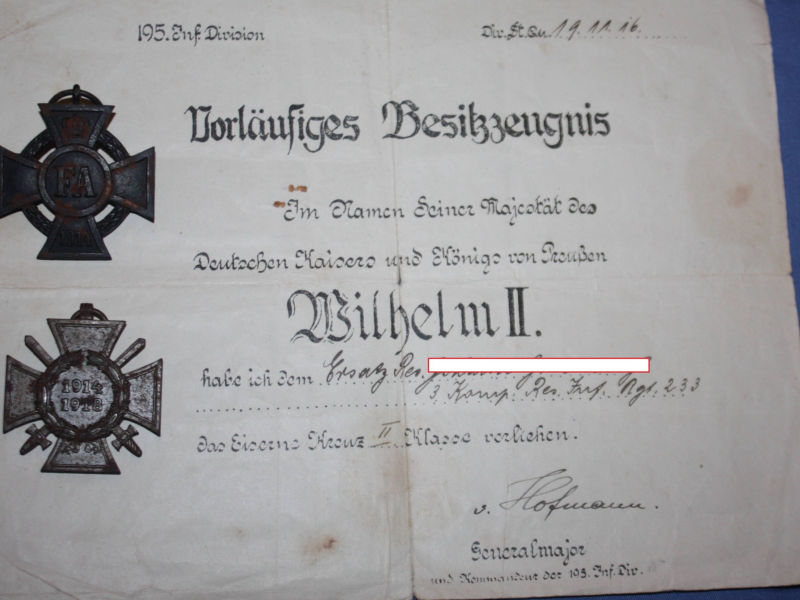 195. Inf. Division
Div. St. Qu. 19.11.16.
Vorläufiges Besitzzeugnis
Im Namen Seiner Majestät des
Deutschen Kaisers und Königs von Preußen
Wilhelm II.
habe ich dem Ersatz Res.
3. Komp. Res. Inf. Rgt. 233
das Eiserne Kreuz II Klasse verliehen.
v. Hofmann.
Generalmajor
und Kommandeur der 195. Inf. Div.
FA
1914
1914
1918